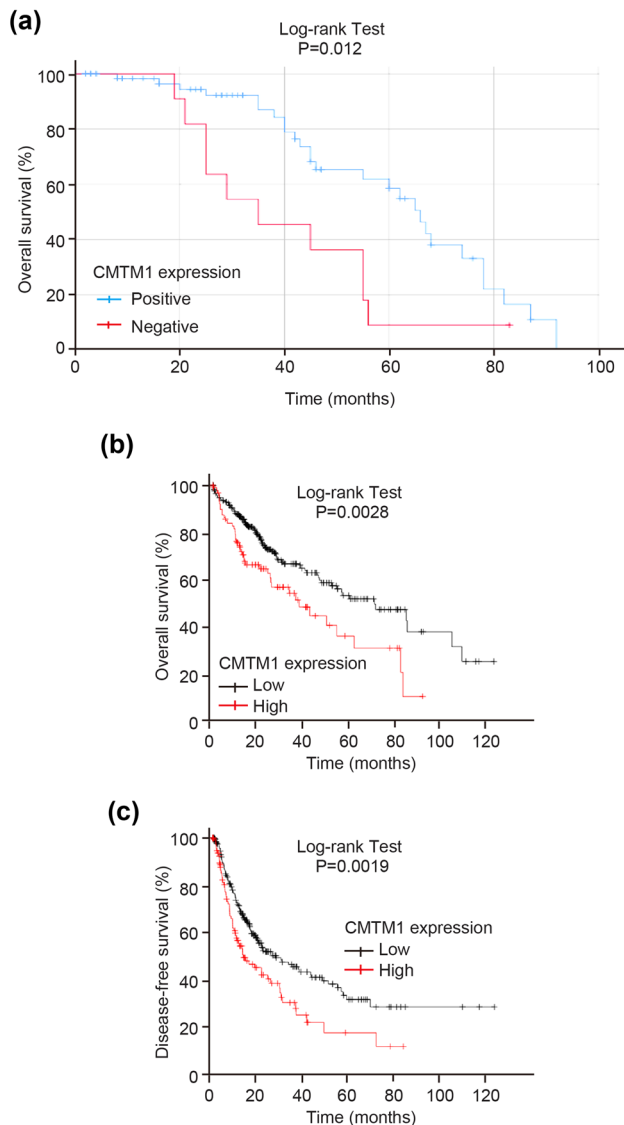 (a)
Log-rank Test
P=0.012
100
80
60
40
20
0
Overall survival (%)
CMTM1 expression
Positive
Negative
0 20 40 60 80 100
Time (months)
(b)
Log-rank Test
P=0.0028
100
80
60
40
20
0
Overall survival (%)
CMTM1 expression
Low
High
0 20 40 60 80 100 120
Time (months)
(c)
Log-rank Test
P=0.0019
100
80
60
40
20
0
Disease-free survival (%)
CMTM1 expression
Low
High
0 20 40 60 80 100 120
Time (months)